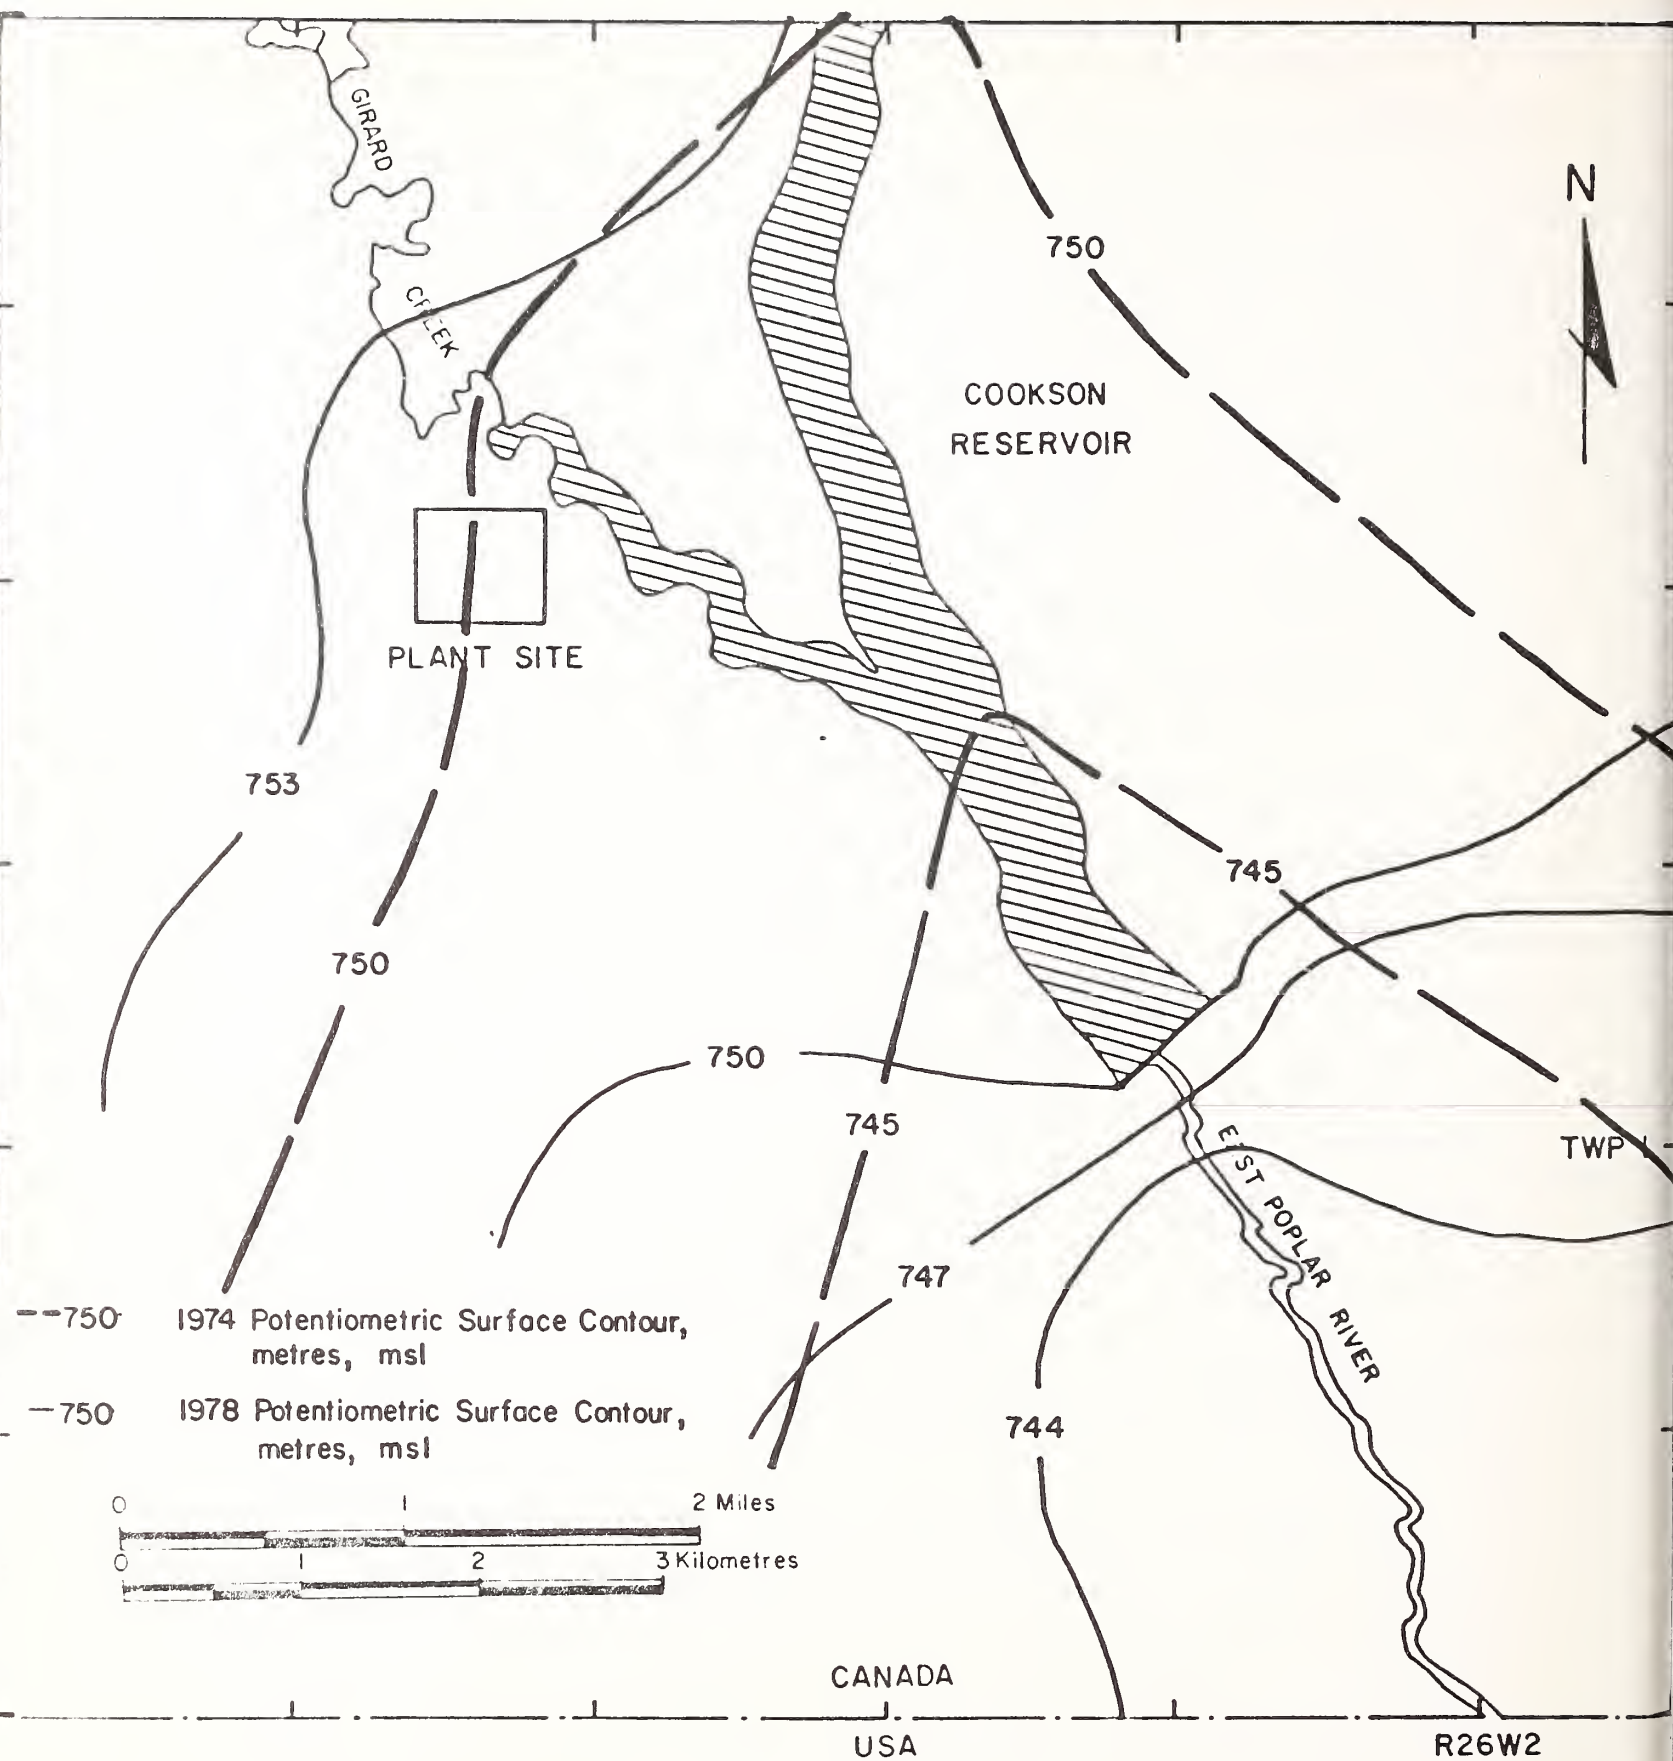 GIRARD
CREEK
N
750
COOKSON
RESERVOIR
PLANT SITE
753
745
750
750
745
TWP 1
EAST POPLAR RIVER
747
744
--750 1974 Potentiometric Surface Contour,
metres, msl
-750 1978 Potentiometric Surface Contour,
metres, msl
0 1 2 Miles
0 1 2 3 Kilometres
CANADA
USA
R26W2